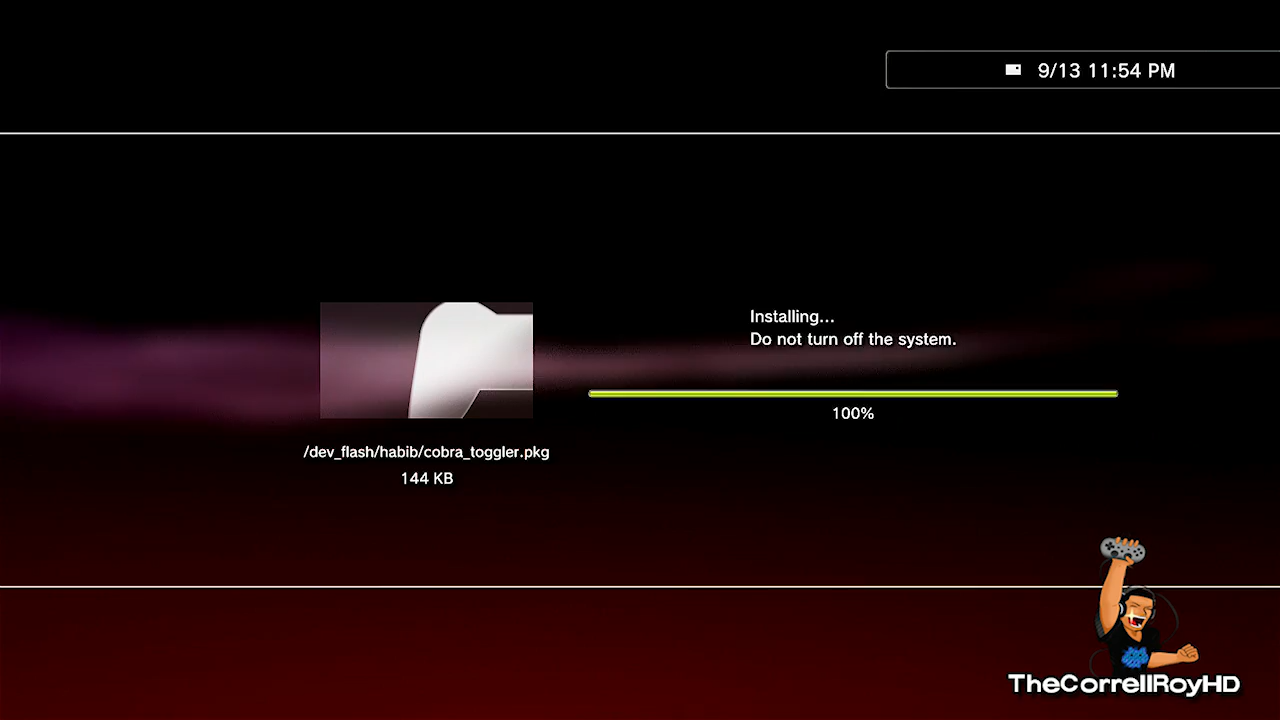 9/13 11:54 PM
Installing...
Do not turn off the system.
100%
/dev_flash/habib/cobra_toggler.pkg
144 KB
TheCorrellRoyHD